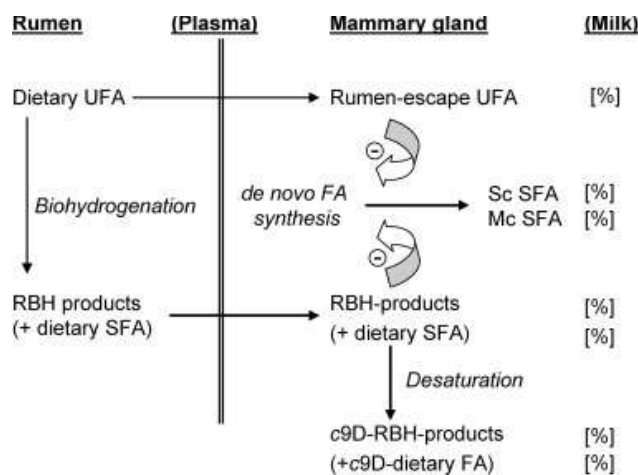 Rumen (Plasma) Mammary gland (Milk)
Dietary UFA Rumen-escape UFA [%]
⊖
de novo FA Sc SFA [%]
Biohydrogenation synthesis Mc SFA [%]
⊖
RBH products RBH-products [%]
(+ dietary SFA) (+ dietary SFA) [%]
Desaturation
c9D-RBH-products [%]
(+c9D-dietary FA) [%]